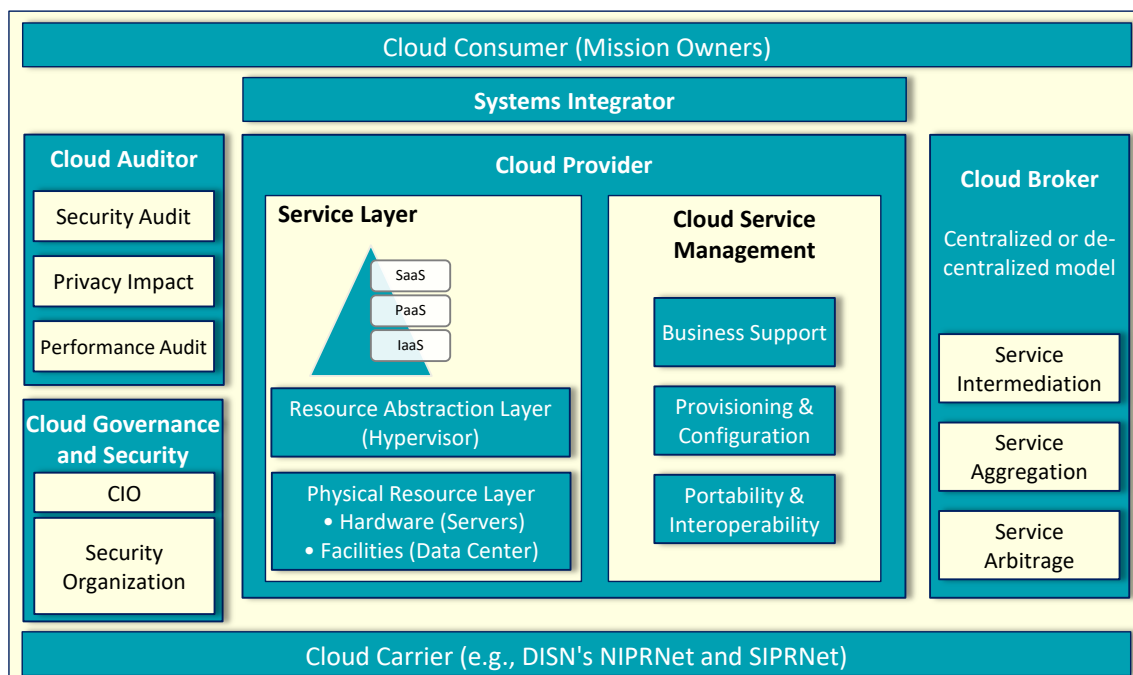 Cloud Consumer (Mission Owners)
Systems Integrator
Cloud Auditor
Security Audit
Privacy Impact
Performance Audit
Cloud Governance
and Security
CIO
Security
Organization
Cloud Provider
Service Layer
SaaS
PaaS
IaaS
Resource Abstraction Layer
(Hypervisor)
Physical Resource Layer
• Hardware (Servers)
• Facilities (Data Center)
Cloud Service
Management
Business Support
Provisioning &
Configuration
Portability &
Interoperability
Cloud Broker
Centralized or de-
centralized model
Service
Intermediation
Service
Aggregation
Service
Arbitrage
Cloud Carrier (e.g., DISN's NIPRNet and SIPRNet)